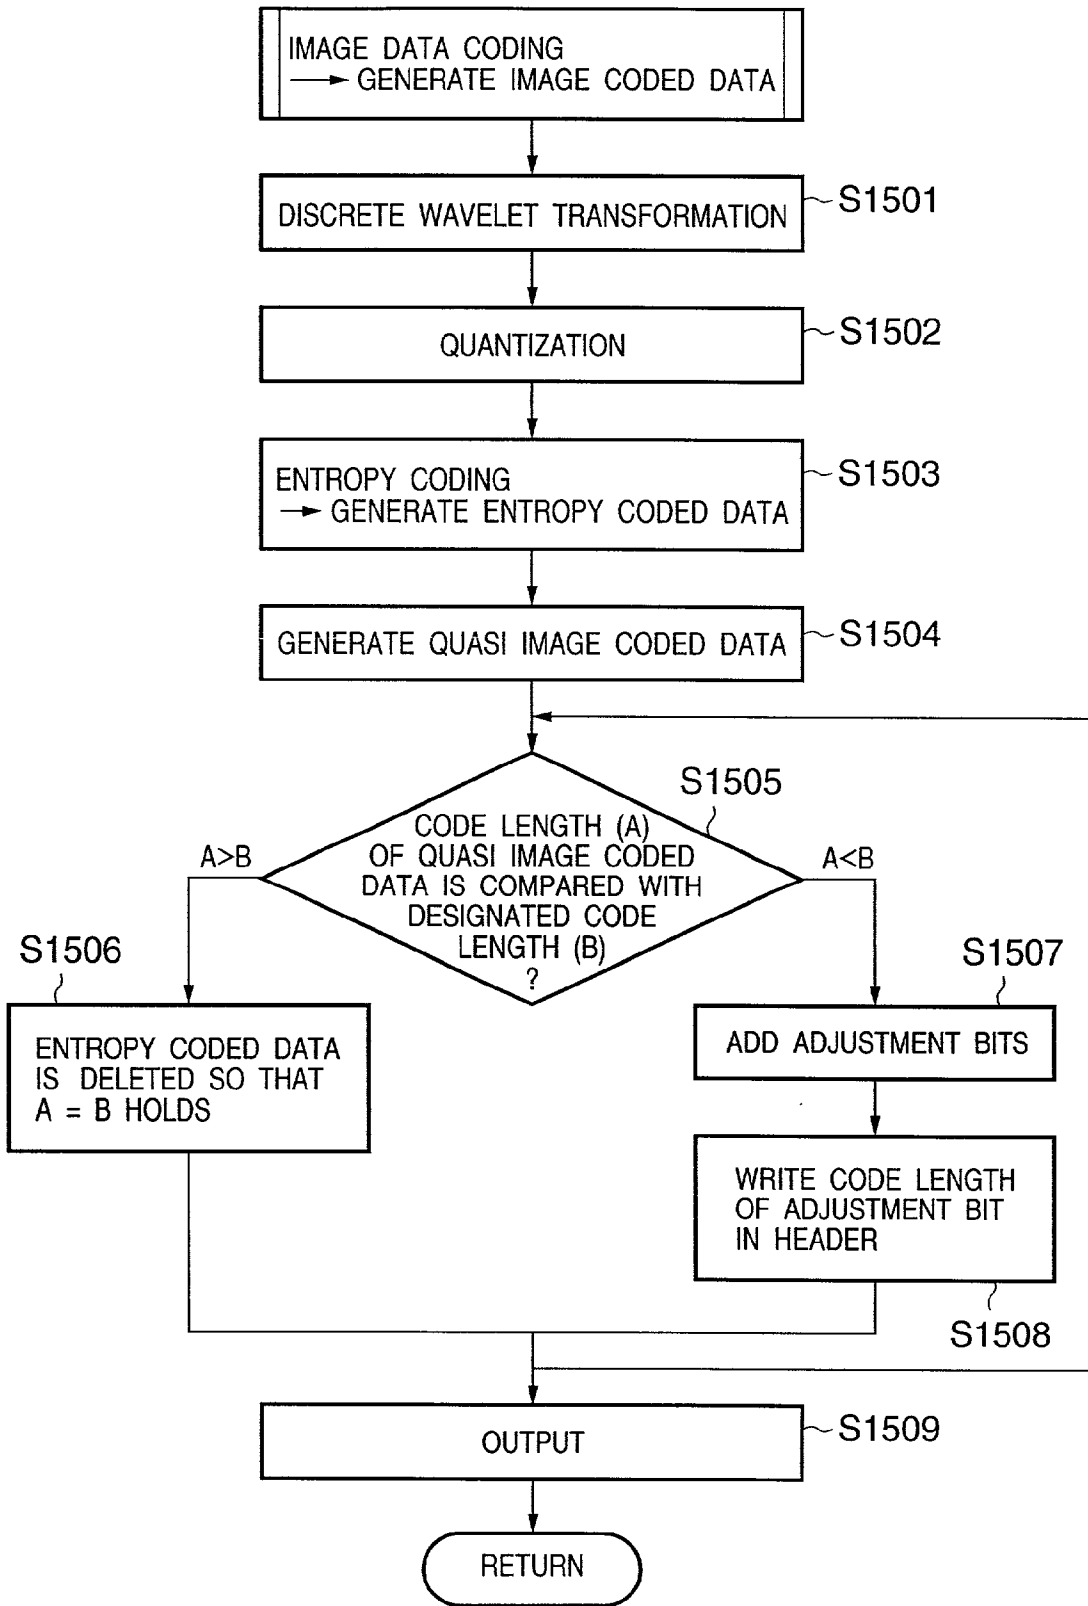 IMAGE DATA CODING
→ GENERATE IMAGE CODED DATA
DISCRETE WAVELET TRANSFORMATION
S1501
QUANTIZATION
S1502
ENTROPY CODING
→ GENERATE ENTROPY CODED DATA
S1503
GENERATE QUASI IMAGE CODED DATA
S1504
S1505
CODE LENGTH (A)
OF QUASI IMAGE CODED
DATA IS COMPARED WITH
DESIGNATED CODE
LENGTH (B)
?
A>B
A<B
S1506
ENTROPY CODED DATA
IS DELETED SO THAT
A = B HOLDS
S1507
ADD ADJUSTMENT BITS
WRITE CODE LENGTH
OF ADJUSTMENT BIT
IN HEADER
S1508
OUTPUT
S1509
RETURN